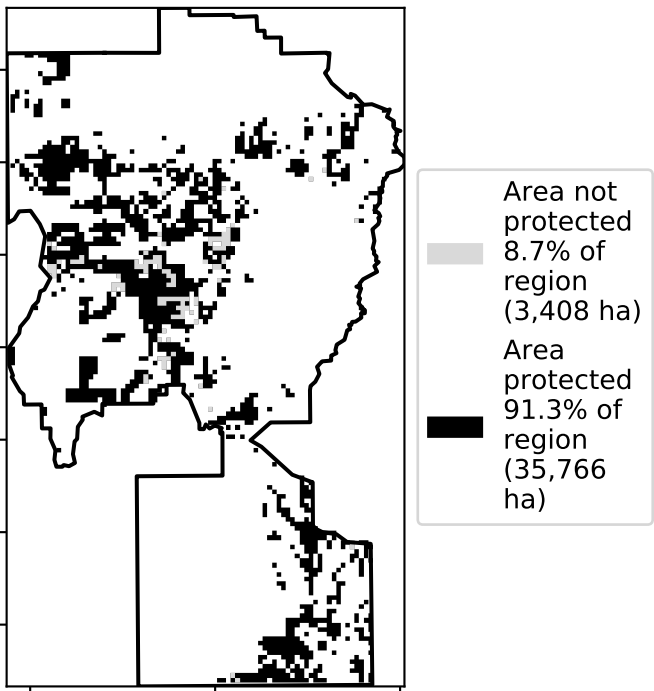 Area not
protected
8.7% of
region
(3,408 ha)
Area
protected
91.3% of
region
(35,766
ha)